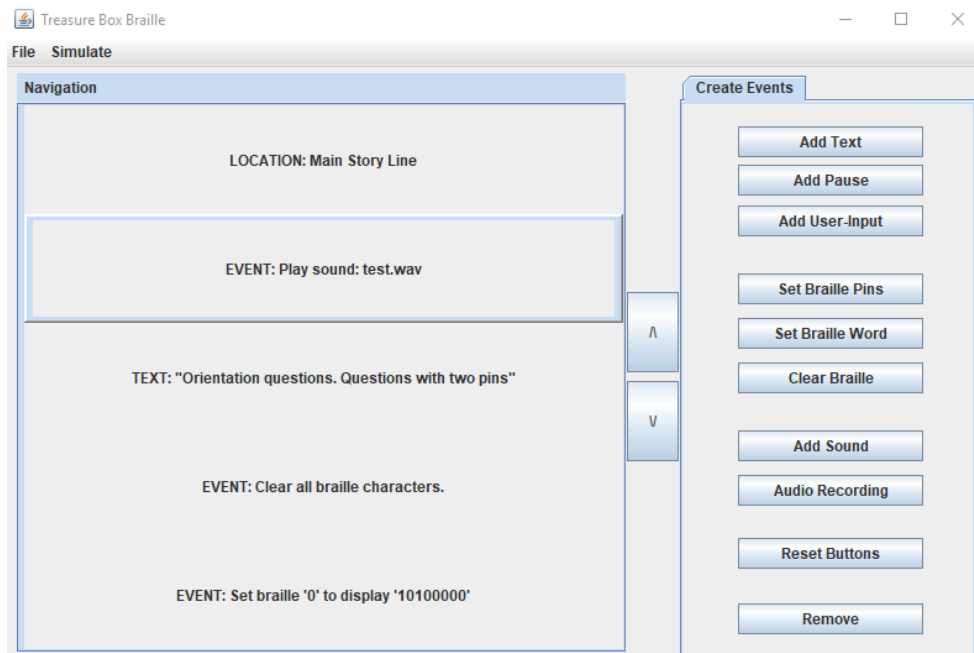 Treasure Box Braille
File Simulate
Navigation
LOCATION: Main Story Line
EVENT: Play sound: test.wav
TEXT: "Orientation questions. Questions with two pins"
EVENT: Clear all braille characters.
EVENT: Set braille '0' to display '10100000'
/\
\/
Create Events
Add Text
Add Pause
Add User-Input
Set Braille Pins
Set Braille Word
Clear Braille
Add Sound
Audio Recording
Reset Buttons
Remove